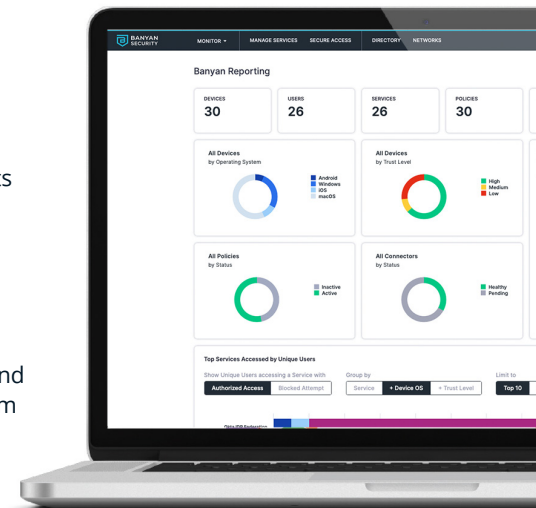 BANYAN
SECURITY
MONITOR
MANAGE SERVICES
SECURE ACCESS
DIRECTORY
NETWORKS
Banyan Reporting
DEVICES
30
USERS
26
SERVICES
26
POLICIES
30
All Devices
by Operating System
Android
Windows
iOS
macOS
All Devices
by Trust Level
High
Medium
Low
ts
All Policies
by Status
Inactive
Active
All Connectors
by Status
Healthy
Pending
Top Services Accessed by Unique Users
Show Unique Users accessing a Service with
Authorized Access
Blocked Attempt
Group by
Service
+ Device OS
+ Trust Level
Limit to
Top 10
nd
m